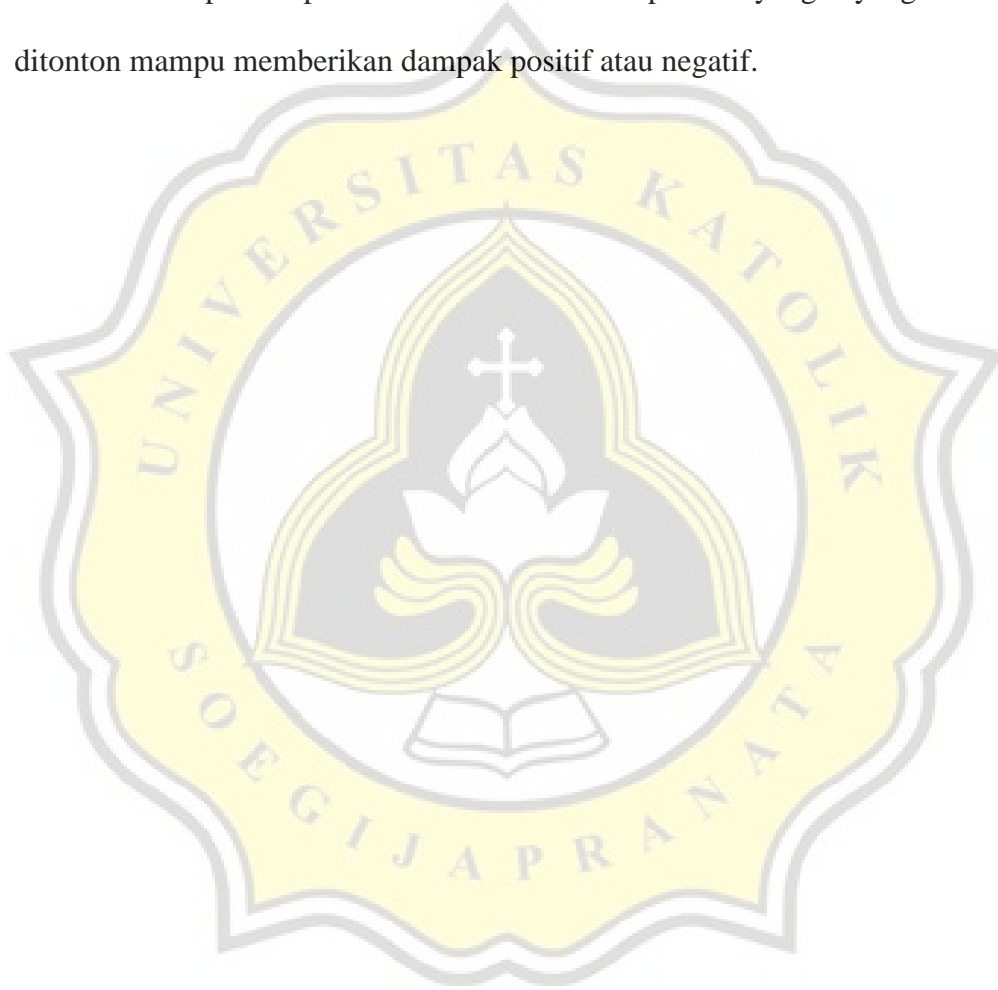 ditonton mampu memberikan dampak positif atau negatif.
UNIVERSITAS KATOLIK
SOEGIJAPRANATA